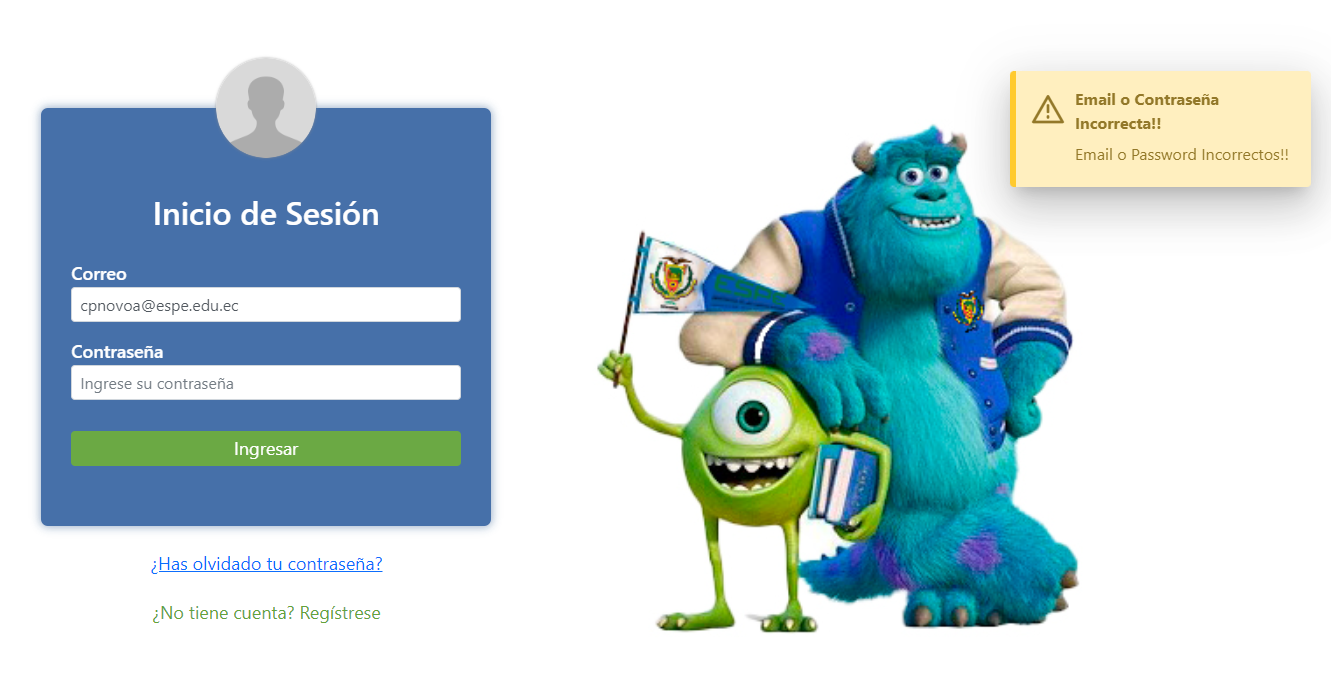 Inicio de Sesión
Correo
cpnovoa@espe.edu.ec
Contraseña
Ingrese su contraseña
Ingresar
¿Has olvidado tu contraseña?
¿No tiene cuenta? Regístrese
ESPE
Email o Contraseña
Incorrecta!!
Email o Password Incorrectos!!